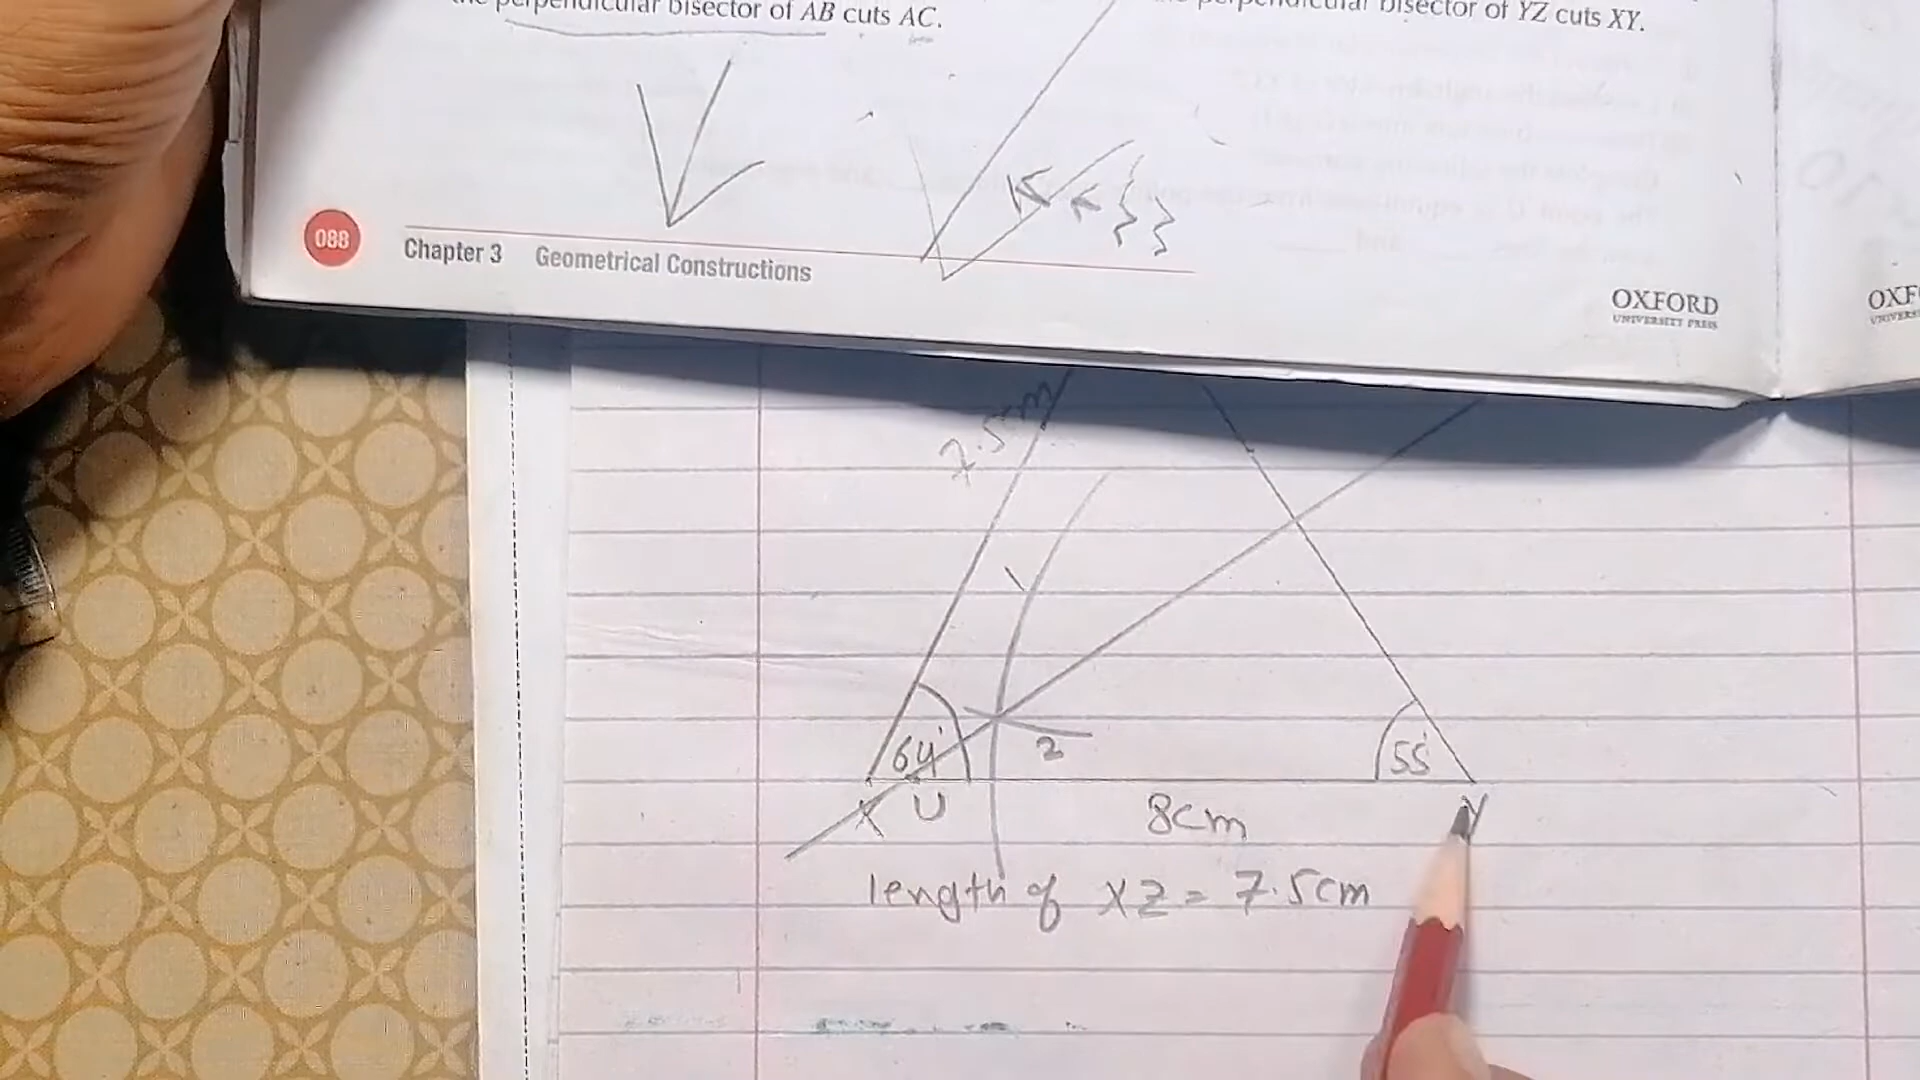 perpendicular bisector of AB cuts AC.
perpendicular bisector of YZ cuts XY.
088
Chapter 3 Geometrical Constructions
OXFORD
UNIVERSITY PRESS
OXF
7.5cm
64°
2
55°
X U 8cm Y
length of XZ = 7.5cm